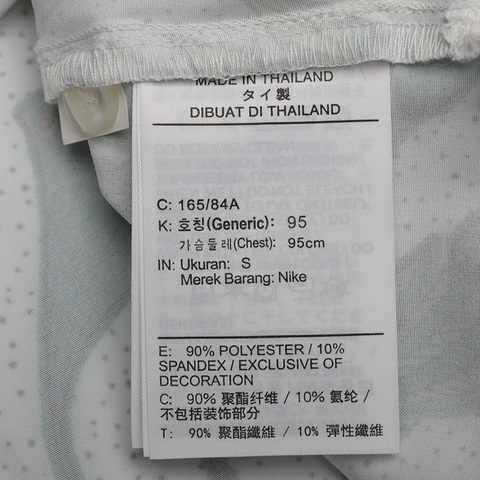 MADE IN THAILAND
タイ製
DIBUAT DI THAILAND
C: 165/84A
K: 호칭(Generic): 95
가슴둘레(Chest): 95cm
IN: Ukuran: S
Merek Barang: Nike
E: 90% POLYESTER / 10%
SPANDEX / EXCLUSIVE OF
DECORATION
C: 90% 聚酯纤维 / 10% 氨纶 /
不包括装饰部分
T: 90% 聚酯纖維 / 10% 彈性纖維